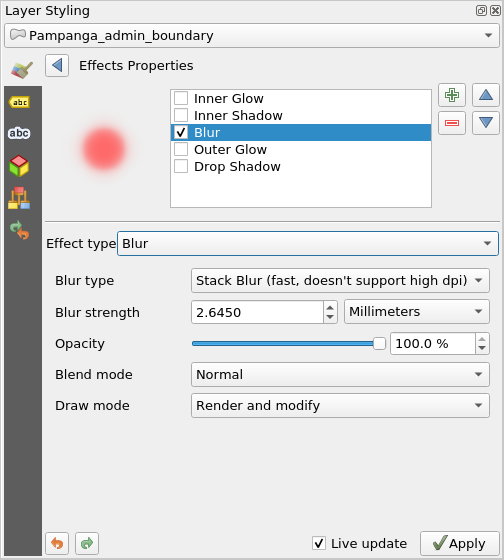 Layer Styling
Pampanga_admin_boundary
Effects Properties
abc
abc
Inner Glow
Inner Shadow
Blur
Outer Glow
Drop Shadow
Effect type Blur
Blur type Stack Blur (fast, doesn't support high dpi)
Blur strength 2.6450 Millimeters
Opacity 100.0 %
Blend mode Normal
Draw mode Render and modify
Live update Apply